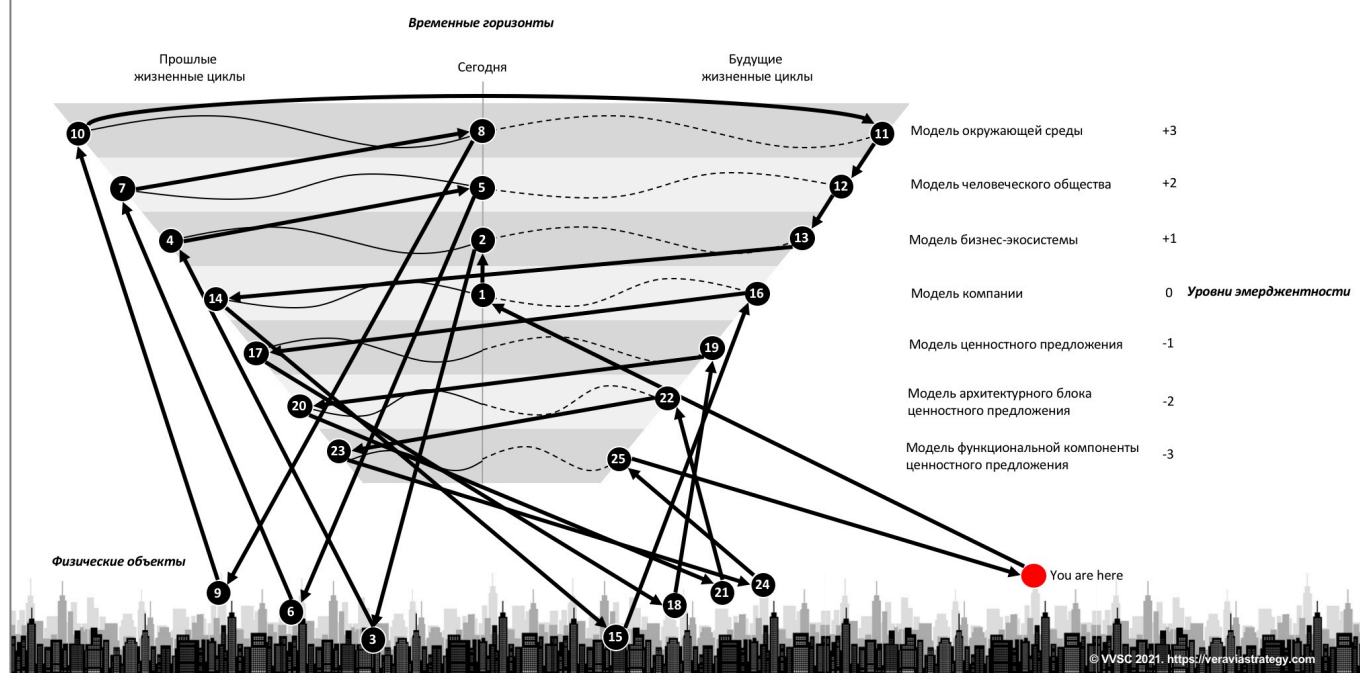 Временные горизонты
Прошлые
жизненные циклы
Сегодня
Будущие
жизненные циклы
10
8
11
Модель окружающей среды
+3
7
5
12
Модель человеческого общества
+2
4
2
13
Модель бизнес-экосистемы
+1
14
1
16
Модель компании
0
Уровни эмерджентности
17
19
Модель ценностного предложения
-1
20
22
Модель архитектурного блока
ценностного предложения
-2
23
25
Модель функциональной компоненты
ценностного предложения
-3
Физические объекты
You are here
9
6
3
15
18
21
24
© VVSC 2021. https://veraviastrategy.com